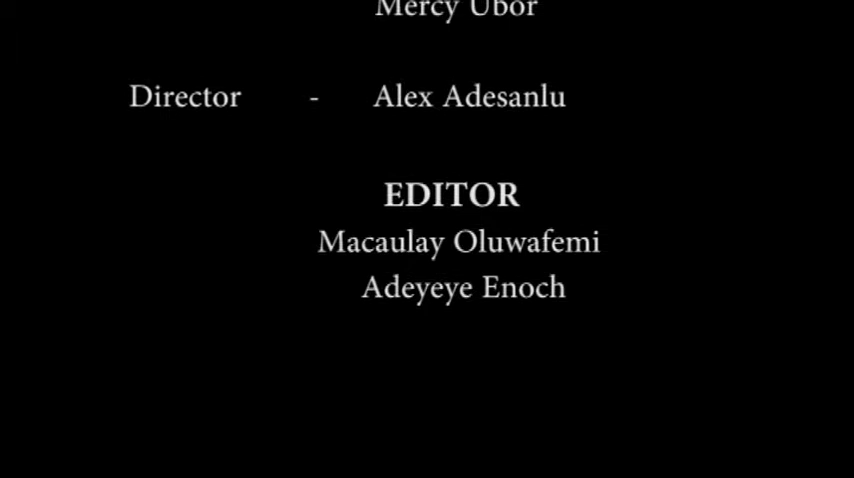 Mercy Ubor
Director - Alex Adesanlu
EDITOR
Macaulay Oluwafemi
Adeyeye Enoch